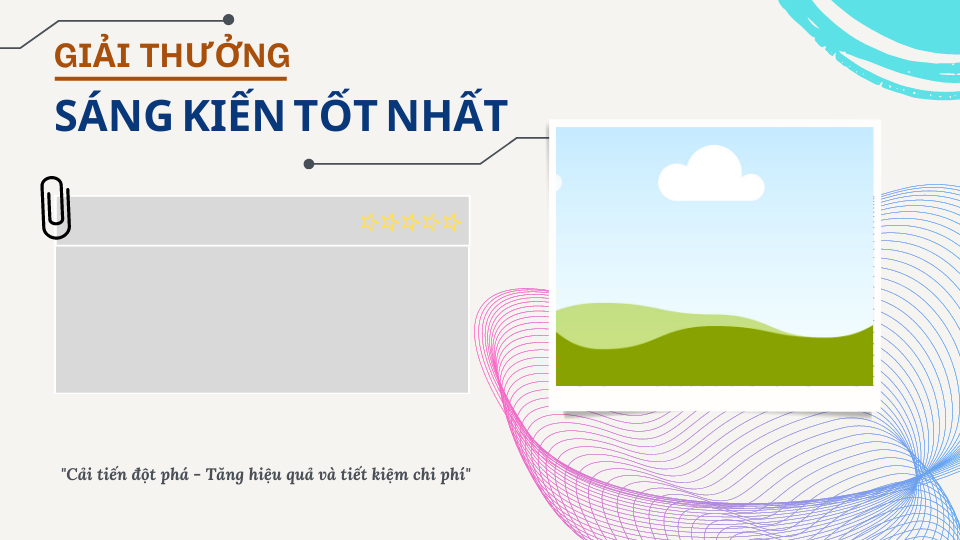 GIẢI THƯỞNG
SÁNG KIẾN TỐT NHẤT
"Cải tiến đột phá – Tăng hiệu quả và tiết kiệm chi phí"